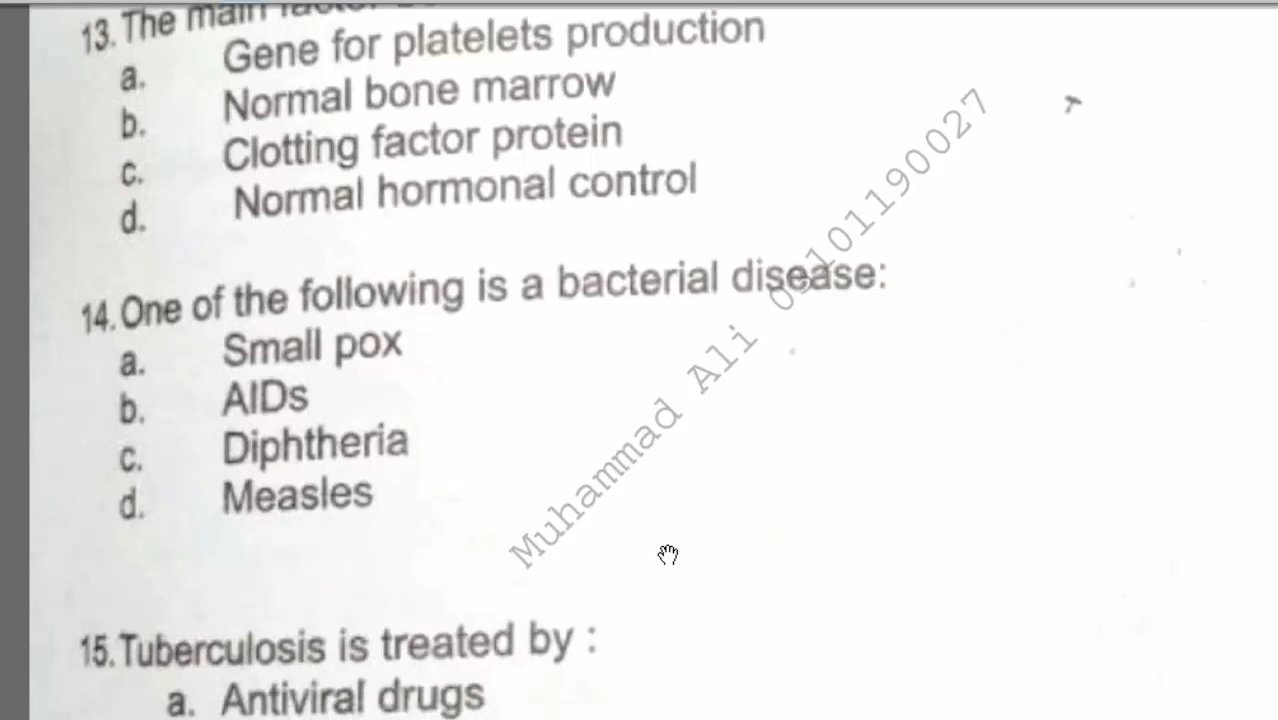 13. The main
a. Gene for platelets production
b. Normal bone marrow
c. Clotting factor protein
d. Normal hormonal control
14. One of the following is a bacterial disease:
a. Small pox
b. AIDs
c. Diphtheria
d. Measles
15. Tuberculosis is treated by :
a. Antiviral drugs
Muhammad Ali